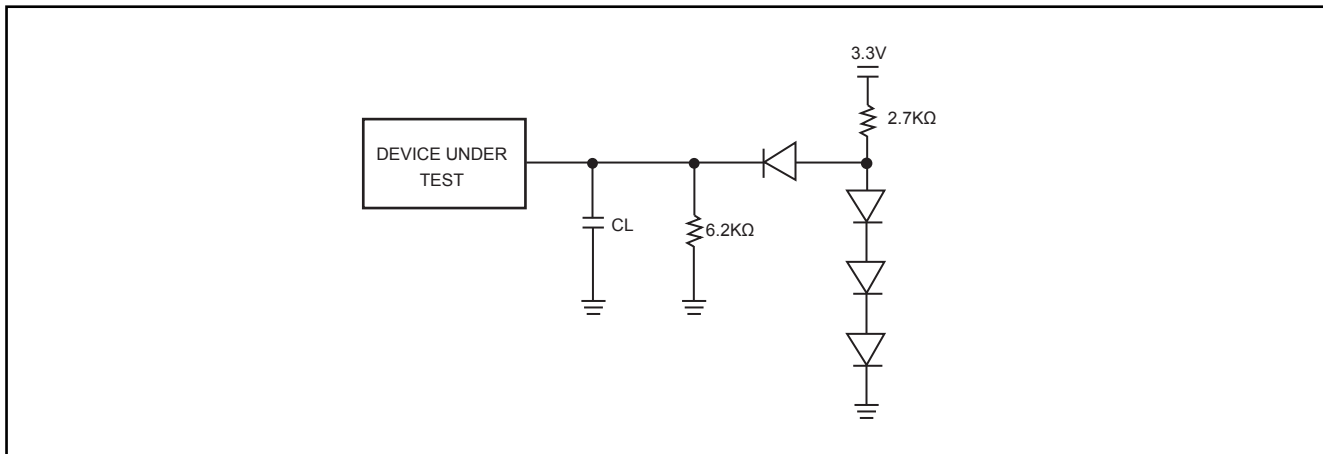 3.3V
2.7KΩ
DEVICE UNDER
TEST
CL
6.2KΩ